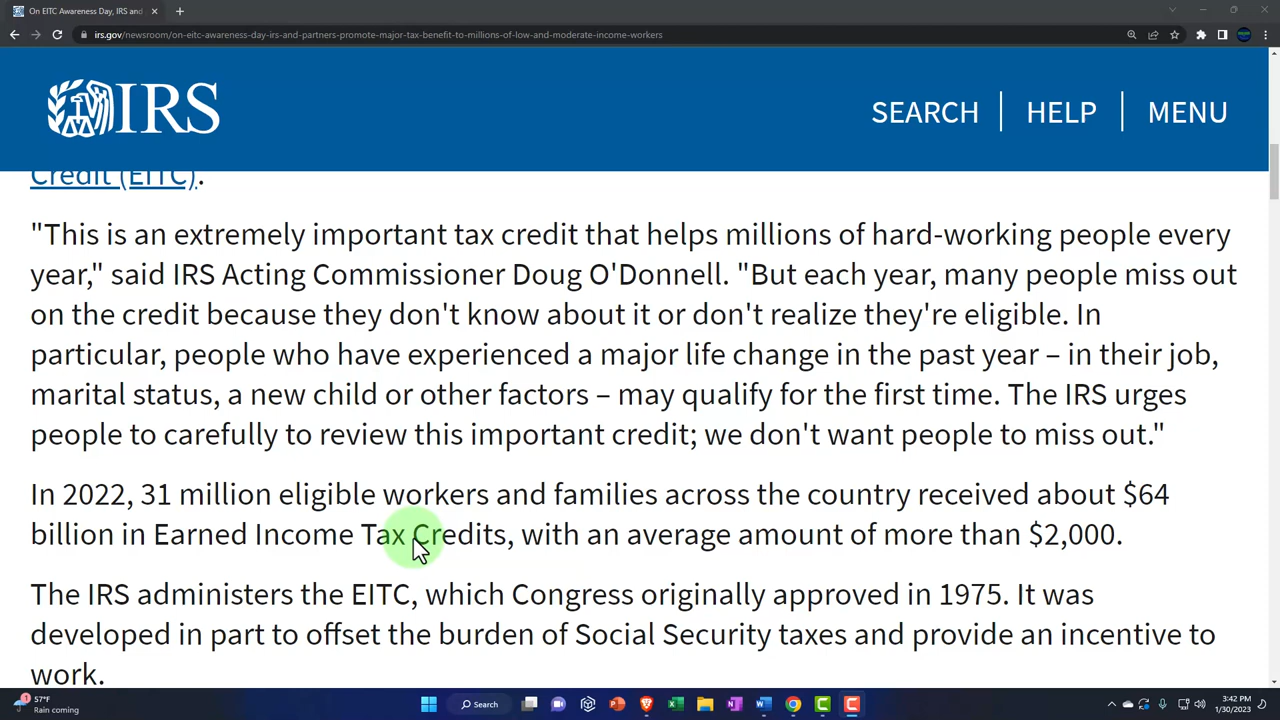 On EITC Awareness Day, IRS and
irs.gov/newsroom/on-eitc-awareness-day-irs-and-partners-promote-major-tax-benefit-to-millions-of-low-and-moderate-income-workers
IRS
SEARCH
HELP
MENU
Credit (EITC).
"This is an extremely important tax credit that helps millions of hard-working people every
year," said IRS Acting Commissioner Doug O'Donnell. "But each year, many people miss out
on the credit because they don't know about it or don't realize they're eligible. In
particular, people who have experienced a major life change in the past year – in their job,
marital status, a new child or other factors – may qualify for the first time. The IRS urges
people to carefully to review this important credit; we don't want people to miss out."
In 2022, 31 million eligible workers and families across the country received about $64
billion in Earned Income Tax Credits, with an average amount of more than $2,000.
The IRS administers the EITC, which Congress originally approved in 1975. It was
developed in part to offset the burden of Social Security taxes and provide an incentive to
work.
1
57°F
Rain coming
Search
3:42 PM
1/30/2023